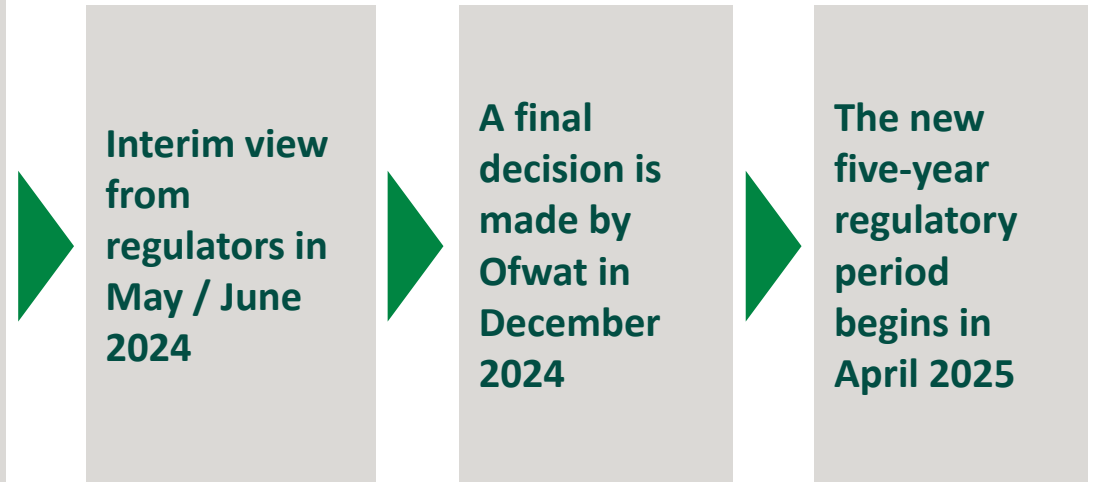 Interim view
from
regulators in
May / June
2024
A final
decision is
made by
Ofwat in
December
2024
The new
five-year
regulatory
period
begins in
April 2025